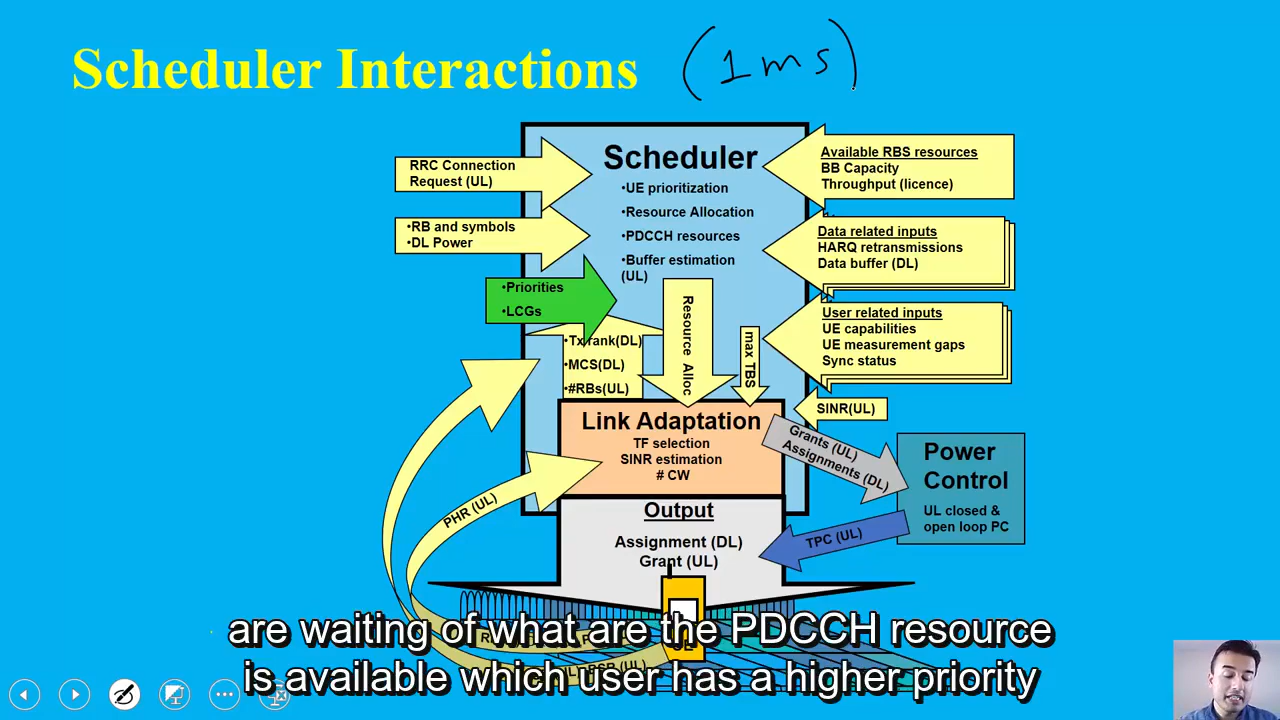 Scheduler Interactions (1ms)
RRC Connection
Request (UL)
•RB and symbols
•DL Power
•Priorities
•LCGs
Scheduler
•UE prioritization
•Resource Allocation
•PDCCH resources
•Buffer estimation
(UL)
Available RBS resources
BB Capacity
Throughput (licence)
Data related inputs
HARQ retransmissions
Data buffer (DL)
User related inputs
UE capabilities
UE measurement gaps
Sync status
•Tx rank(DL)
•MCS(DL)
•#RBs(UL)
Resource Alloc
max TBS
SINR(UL)
Link Adaptation
TF selection
SINR estimation
# CW
Grants (UL)
Assignments (DL)
Power
Control
UL closed &
open loop PC
PHR (UL)
TPC (UL)
Output
Assignment (DL)
Grant (UL)
are waiting of what are the PDCCH resource
is available which user has a higher priority